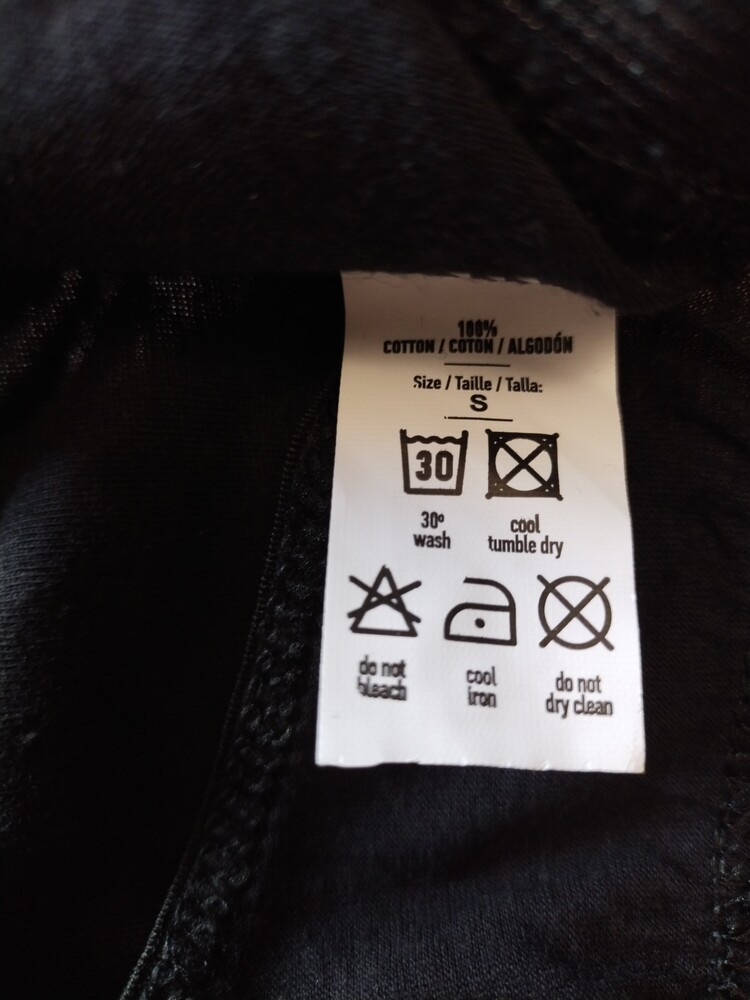 100%
COTTON / COTON / ALGODÓN
Size / Taille / Talla:
S
30
30° wash
cool tumble dry
do not bleach
cool iron
do not dry clean